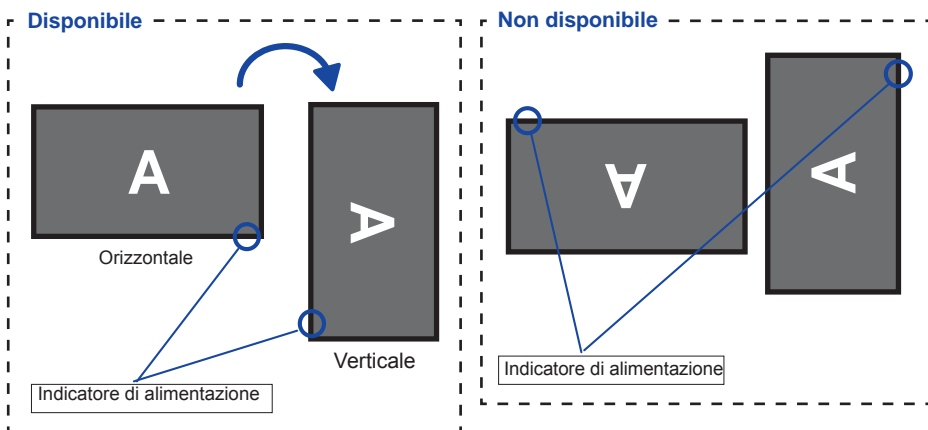 Disponibile
A
A
Orizzontale
Verticale
Indicatore di alimentazione
Non disponibile
A
A
Indicatore di alimentazione